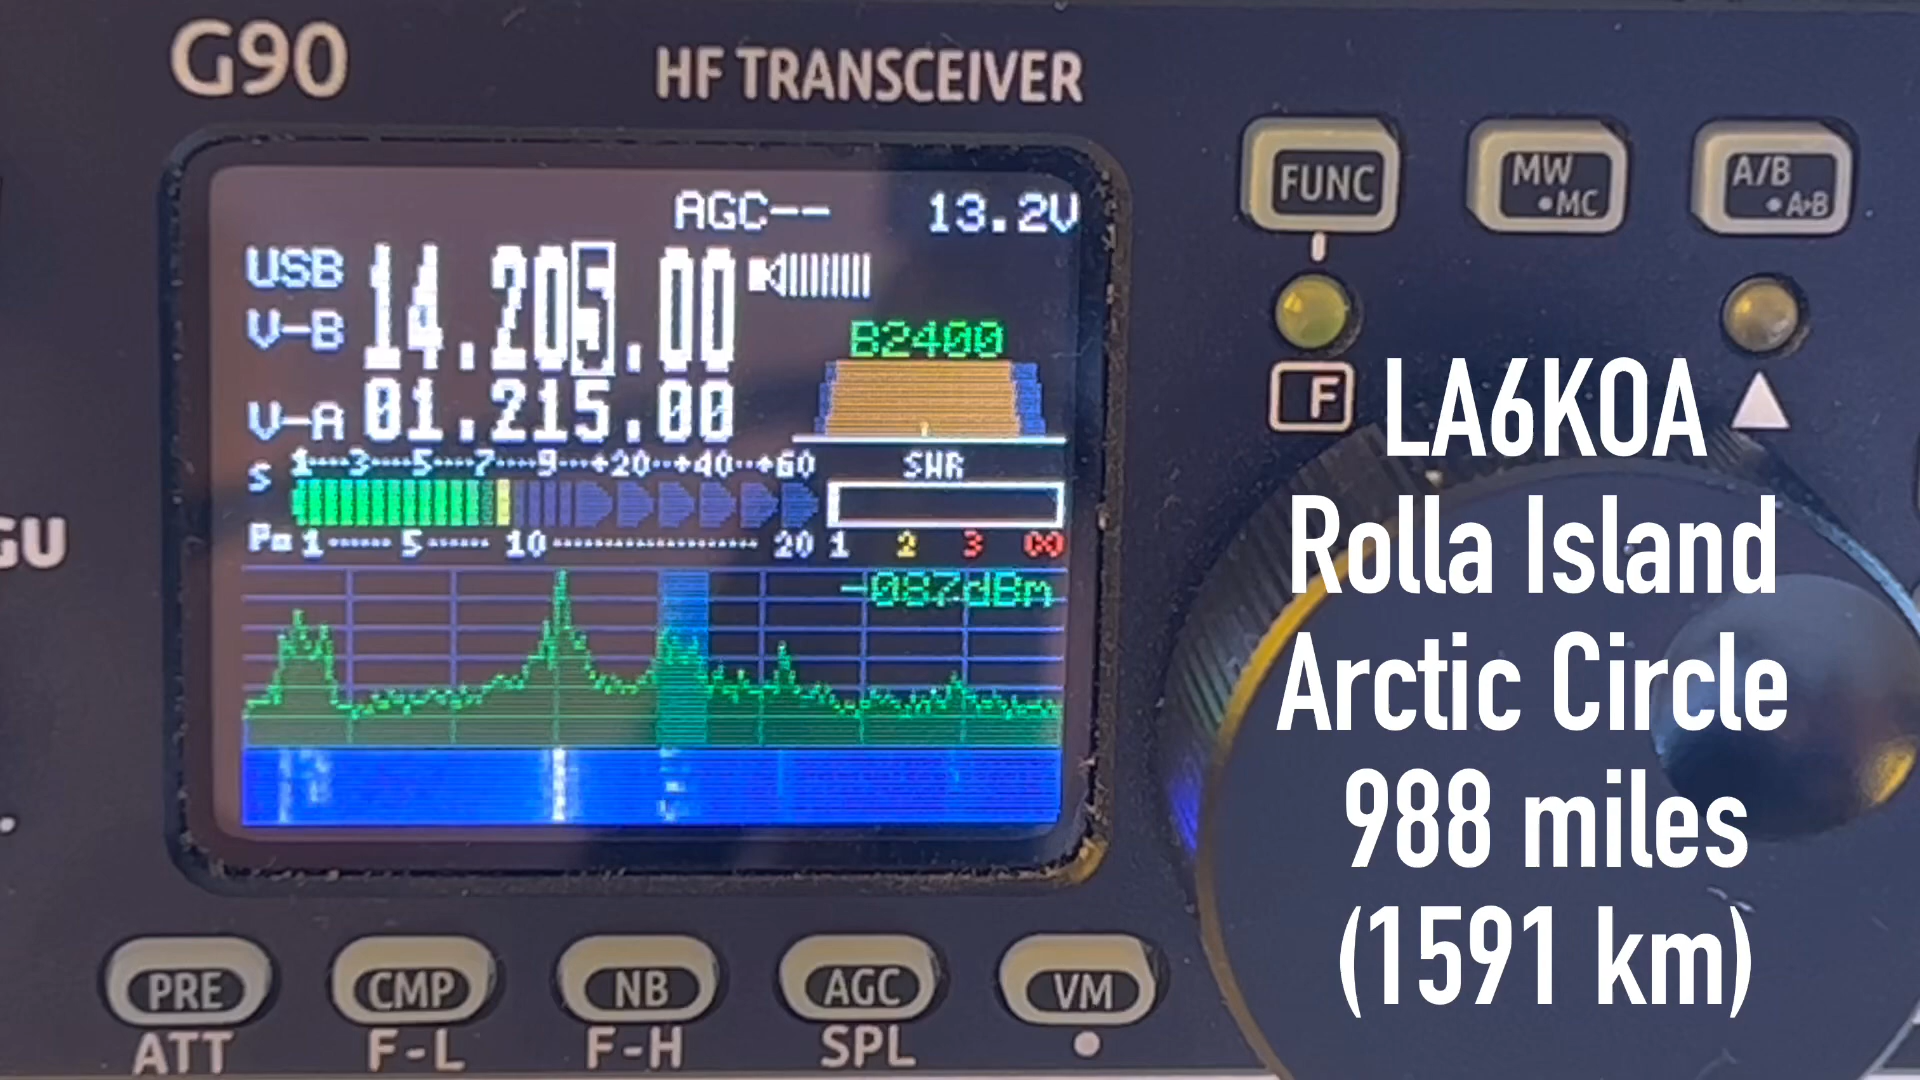 G90
HF TRANSCEIVER
AGC-- 13.2V
USB 14.205.00
V-B
B2400
V-A 01.215.00
S 1····3····5····7····9···+20··+40··+60
SWR
Po 1 ······ 5 ······ 10 ···················· 20
1 2 3 ∞
-087dBm
FUNC
MW
•MC
A/B
•A▸B
F
GU
LA6K0A
Rolla Island
Arctic Circle
988 miles
(1591 km)
PRE CMP NB AGC VM
ATT F-L F-H SPL